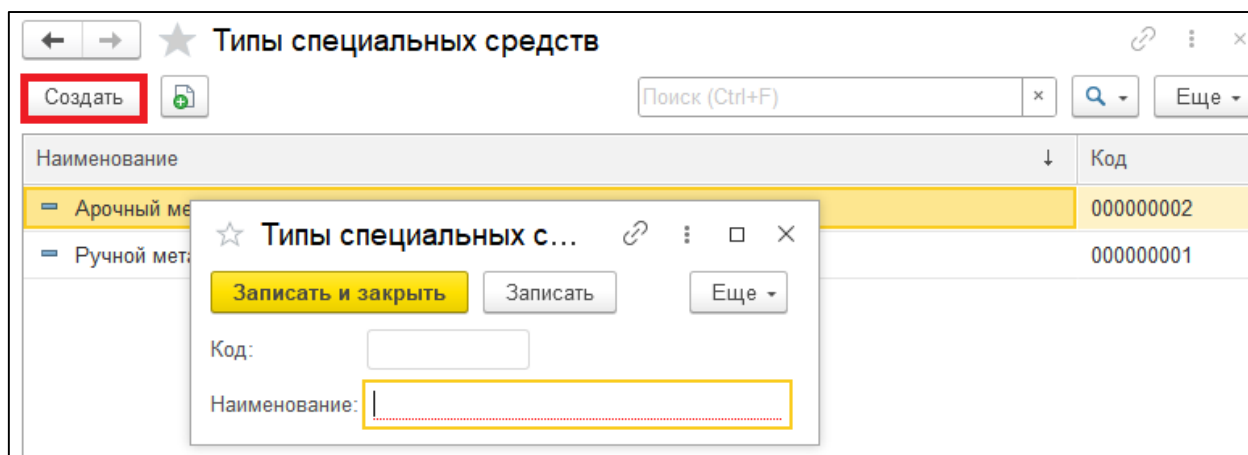 Типы специальных средств
Создать
Поиск (Ctrl+F)
×
Еще
Наименование ↓ Код
Арочный ме 000000002
Ручной мета 000000001
Типы специальных с...
Записать и закрыть
Записать
Еще
Код:
Наименование: